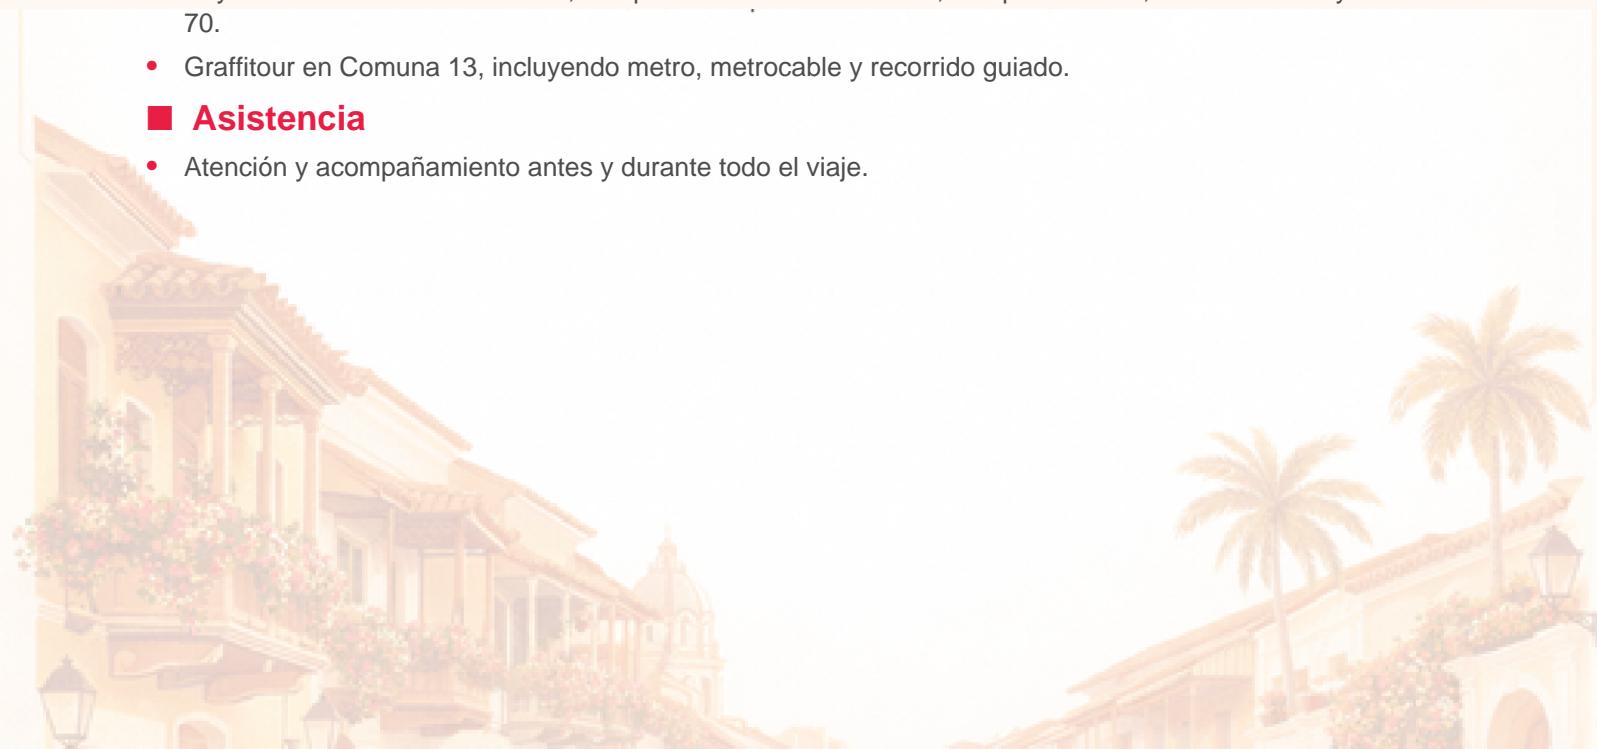 70.
• Graffitour en Comuna 13, incluyendo metro, metrocable y recorrido guiado.
■ Asistencia
• Atención y acompañamiento antes y durante todo el viaje.